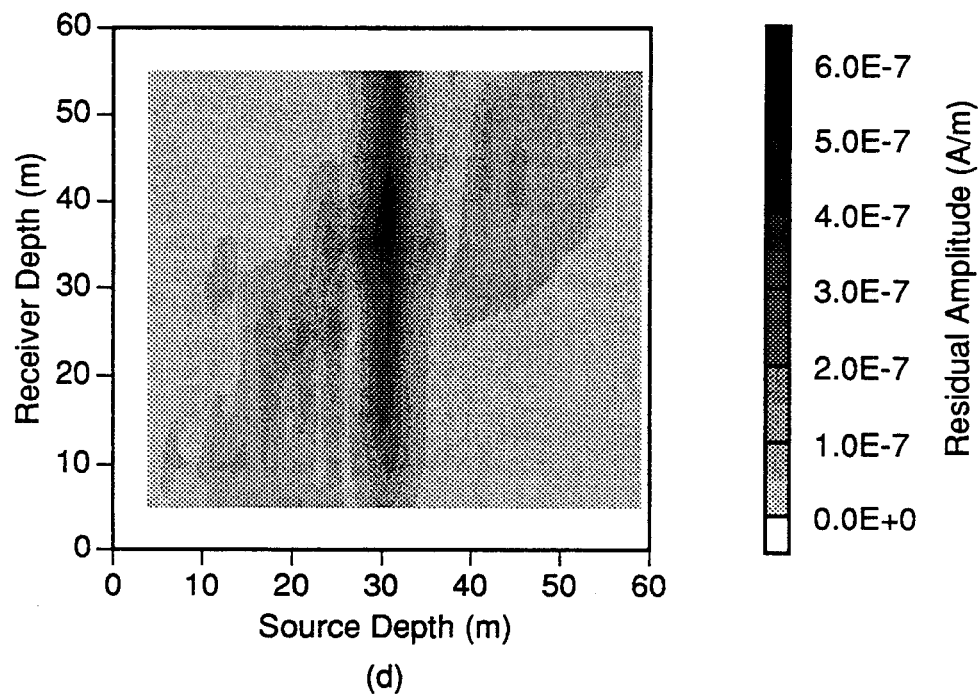 60
50
40
30
20
10
0
Receiver Depth (m)
0 10 20 30 40 50 60
Source Depth (m)
(d)
6.0E-7
5.0E-7
4.0E-7
3.0E-7
2.0E-7
1.0E-7
0.0E+0
Residual Amplitude (A/m)